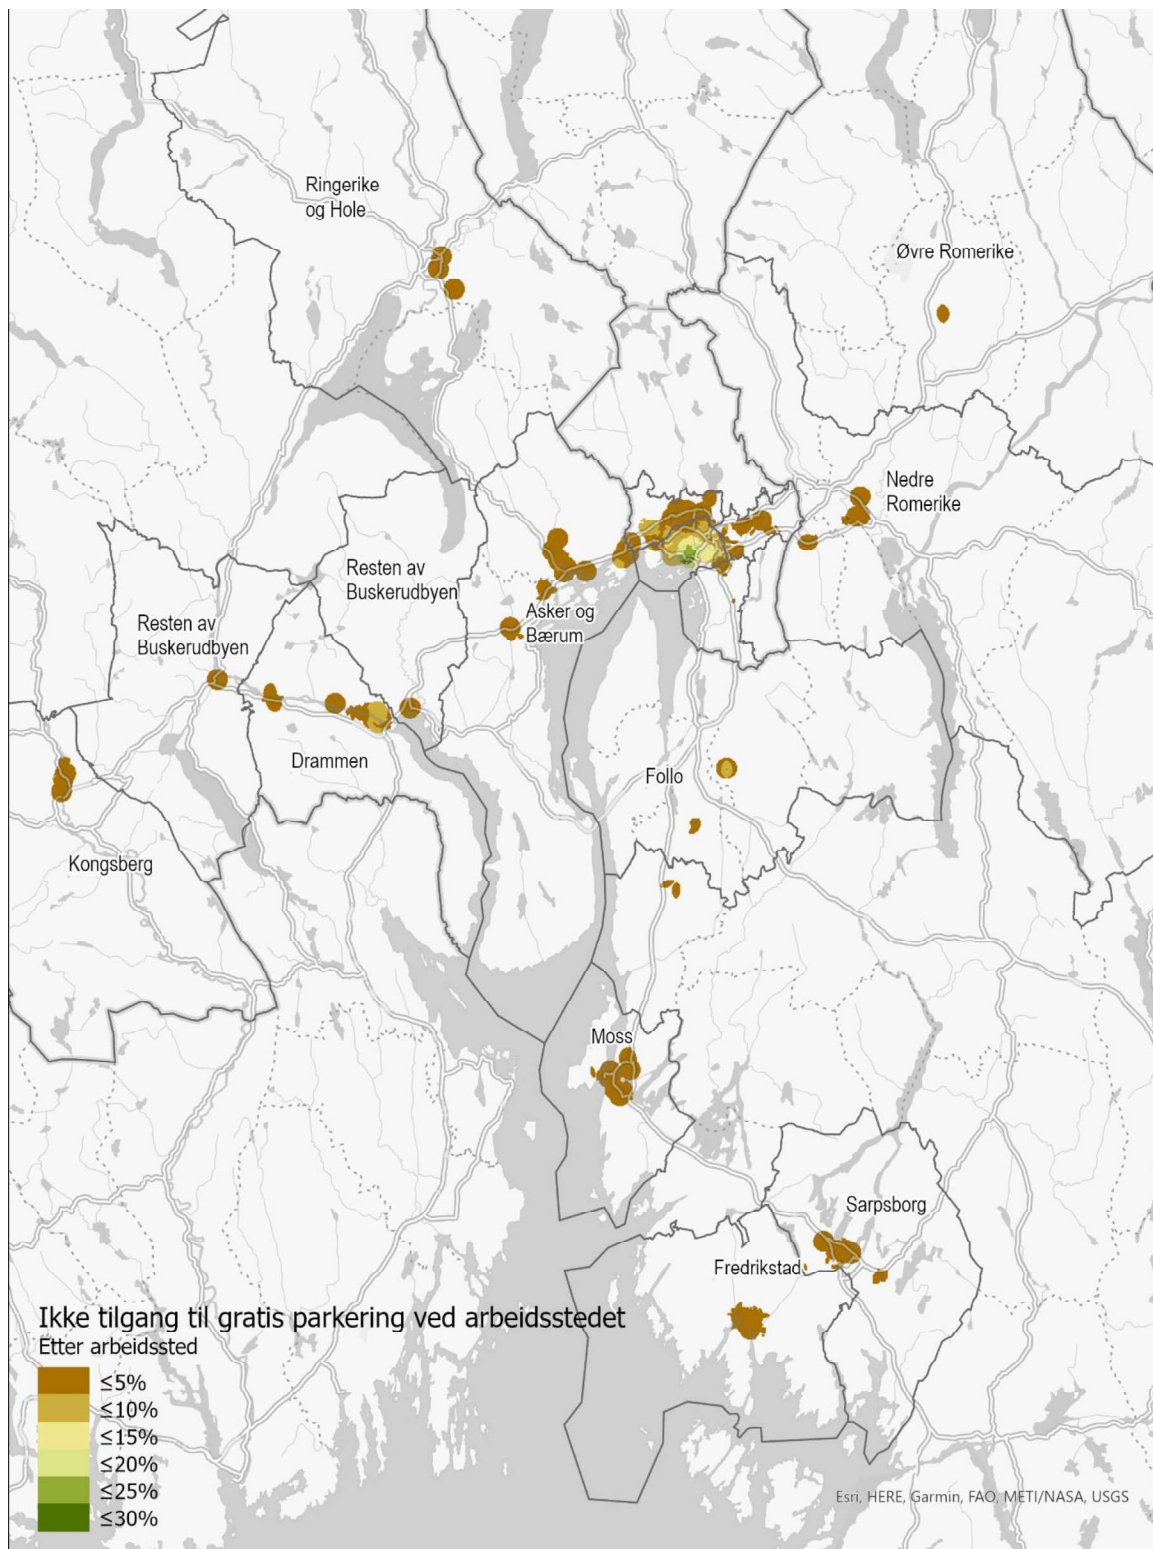 Ringerike
og Hole
Øvre Romerike
Nedre
Romerike
Resten av
Buskerudbyen
Resten av
Buskerudbyen
Asker og
Bærum
Drammen
Follo
Kongsberg
Moss
Sarpsborg
Fredrikstad
Ikke tilgang til gratis parkering ved arbeidsstedet
Etter arbeidssted
≤5%
≤10%
≤15%
≤20%
≤25%
≤30%
Esri, HERE, Garmin, FAO, METI/NASA, USGS